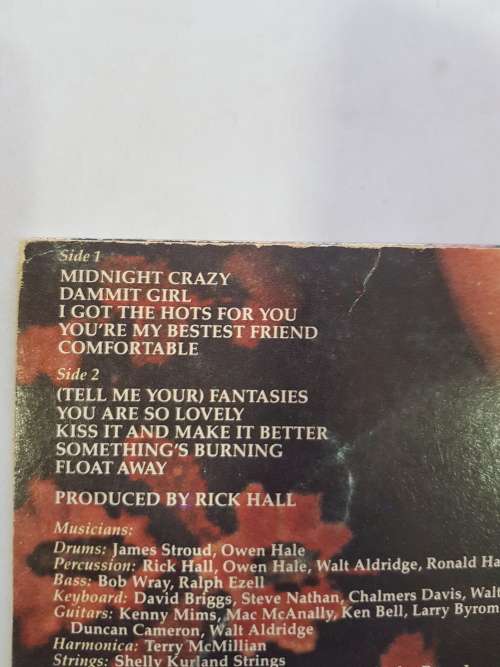 Side 1
MIDNIGHT CRAZY
DAMMIT GIRL
I GOT THE HOTS FOR YOU
YOU'RE MY BESTEST FRIEND
COMFORTABLE
Side 2
(TELL ME YOUR) FANTASIES
YOU ARE SO LOVELY
KISS IT AND MAKE IT BETTER
SOMETHING'S BURNING
FLOAT AWAY
PRODUCED BY RICK HALL
Musicians:
Drums: James Stroud, Owen Hale
Percussion: Rick Hall, Owen Hale, Walt Aldridge, Ronald Ha
Bass: Bob Wray, Ralph Ezell
Keyboard: David Briggs, Steve Nathan, Chalmers Davis, Walt
Guitars: Kenny Mims, Mac McAnally, Ken Bell, Larry Byrom
Duncan Cameron, Walt Aldridge
Harmonica: Terry McMillian
Strings: Shelly Kurland Strings